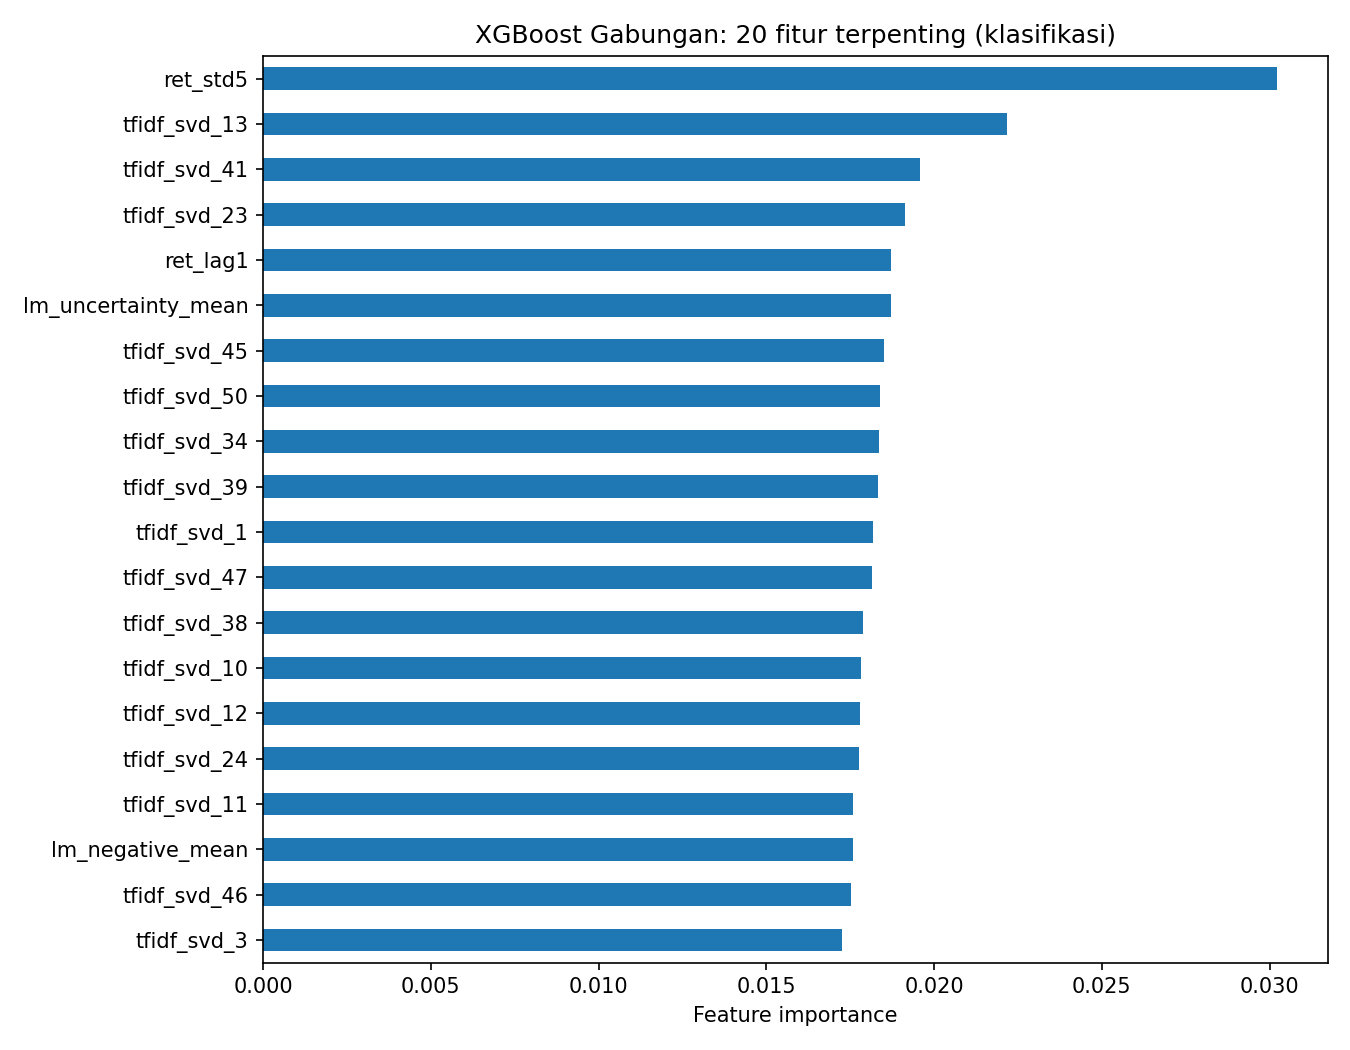 XGBoost Gabungan: 20 fitur terpenting (klasifikasi)
ret_std5
tfidf_svd_13
tfidf_svd_41
tfidf_svd_23
ret_lag1
lm_uncertainty_mean
tfidf_svd_45
tfidf_svd_50
tfidf_svd_34
tfidf_svd_39
tfidf_svd_1
tfidf_svd_47
tfidf_svd_38
tfidf_svd_10
tfidf_svd_12
tfidf_svd_24
tfidf_svd_11
lm_negative_mean
tfidf_svd_46
tfidf_svd_3
0.000 0.005 0.010 0.015 0.020 0.025 0.030
Feature importance